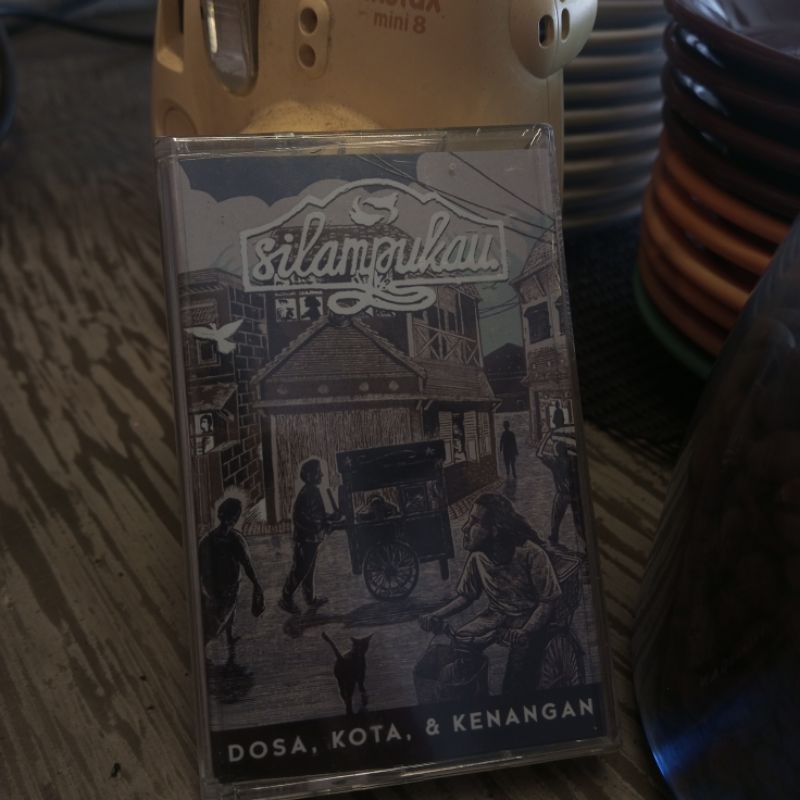 mini 8
silampukau
DOSA, KOTA, & KENANGAN